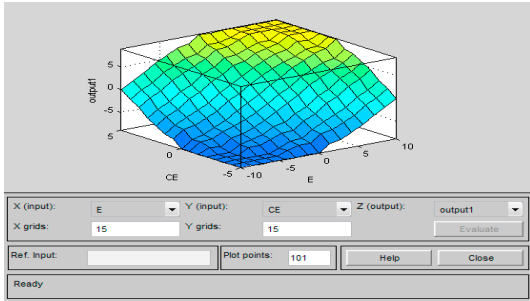 5
0
-5
output1
5
0
-5
CE
-10
-5
0
5
10
E
X (input): E Y (input): CE Z (output): output1
X grids: 15 Y grids: 15 Evaluate
Ref. Input: Plot points: 101 Help Close
Ready